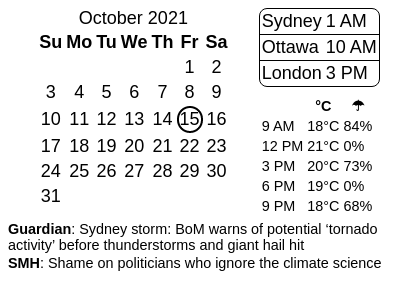 October 2021
Su Mo Tu We Th Fr Sa
1 2
3 4 5 6 7 8 9
10 11 12 13 14 15 16
17 18 19 20 21 22 23
24 25 26 27 28 29 30
31
Sydney 1 AM
Ottawa 10 AM
London 3 PM
°C ☂
9 AM 18°C 84%
12 PM 21°C 0%
3 PM 20°C 73%
6 PM 19°C 0%
9 PM 18°C 68%
Guardian: Sydney storm: BoM warns of potential ‘tornado
activity’ before thunderstorms and giant hail hit
SMH: Shame on politicians who ignore the climate science